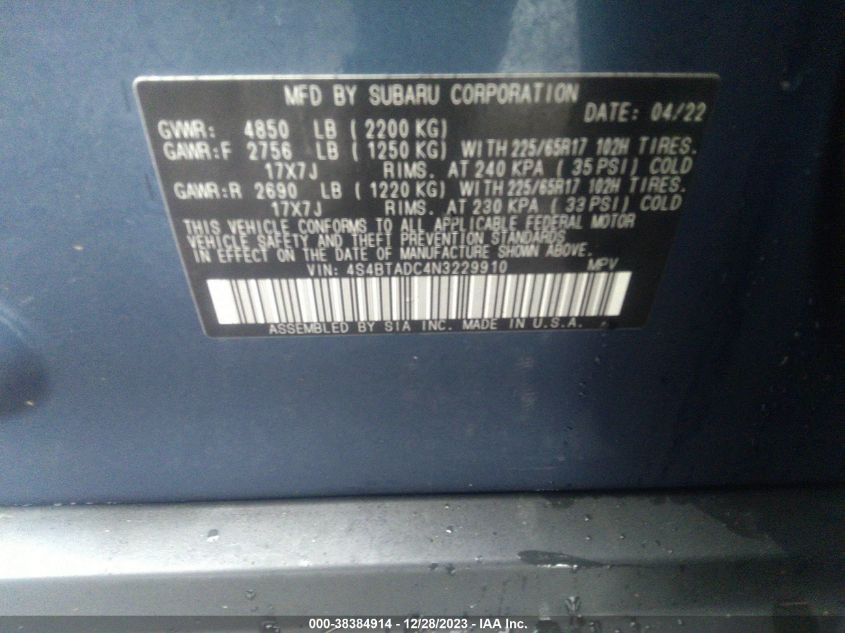 MFD BY SUBARU CORPORATION
DATE: 04/22
GVWR: 4850 LB ( 2200 KG)
GAWR:F 2756 LB ( 1250 KG) WITH 225/65R17 102H TIRES.
17X7J RIMS. AT 240 KPA ( 35 PSI) COLD
GAWR:R 2690 LB ( 1220 KG) WITH 225/65R17 102H TIRES.
17X7J RIMS. AT 230 KPA ( 33 PSI) COLD
THIS VEHICLE CONFORMS TO ALL APPLICABLE FEDERAL MOTOR
VEHICLE SAFETY AND THEFT PREVENTION STANDARDS
IN EFFECT ON THE DATE OF MANUFACTURE SHOWN ABOVE.
VIN: 4S4BTADC4N3229910 MPV
ASSEMBLED BY SIA INC. MADE IN U.S.A.
000-38384914 - 12/28/2023 - IAA Inc.